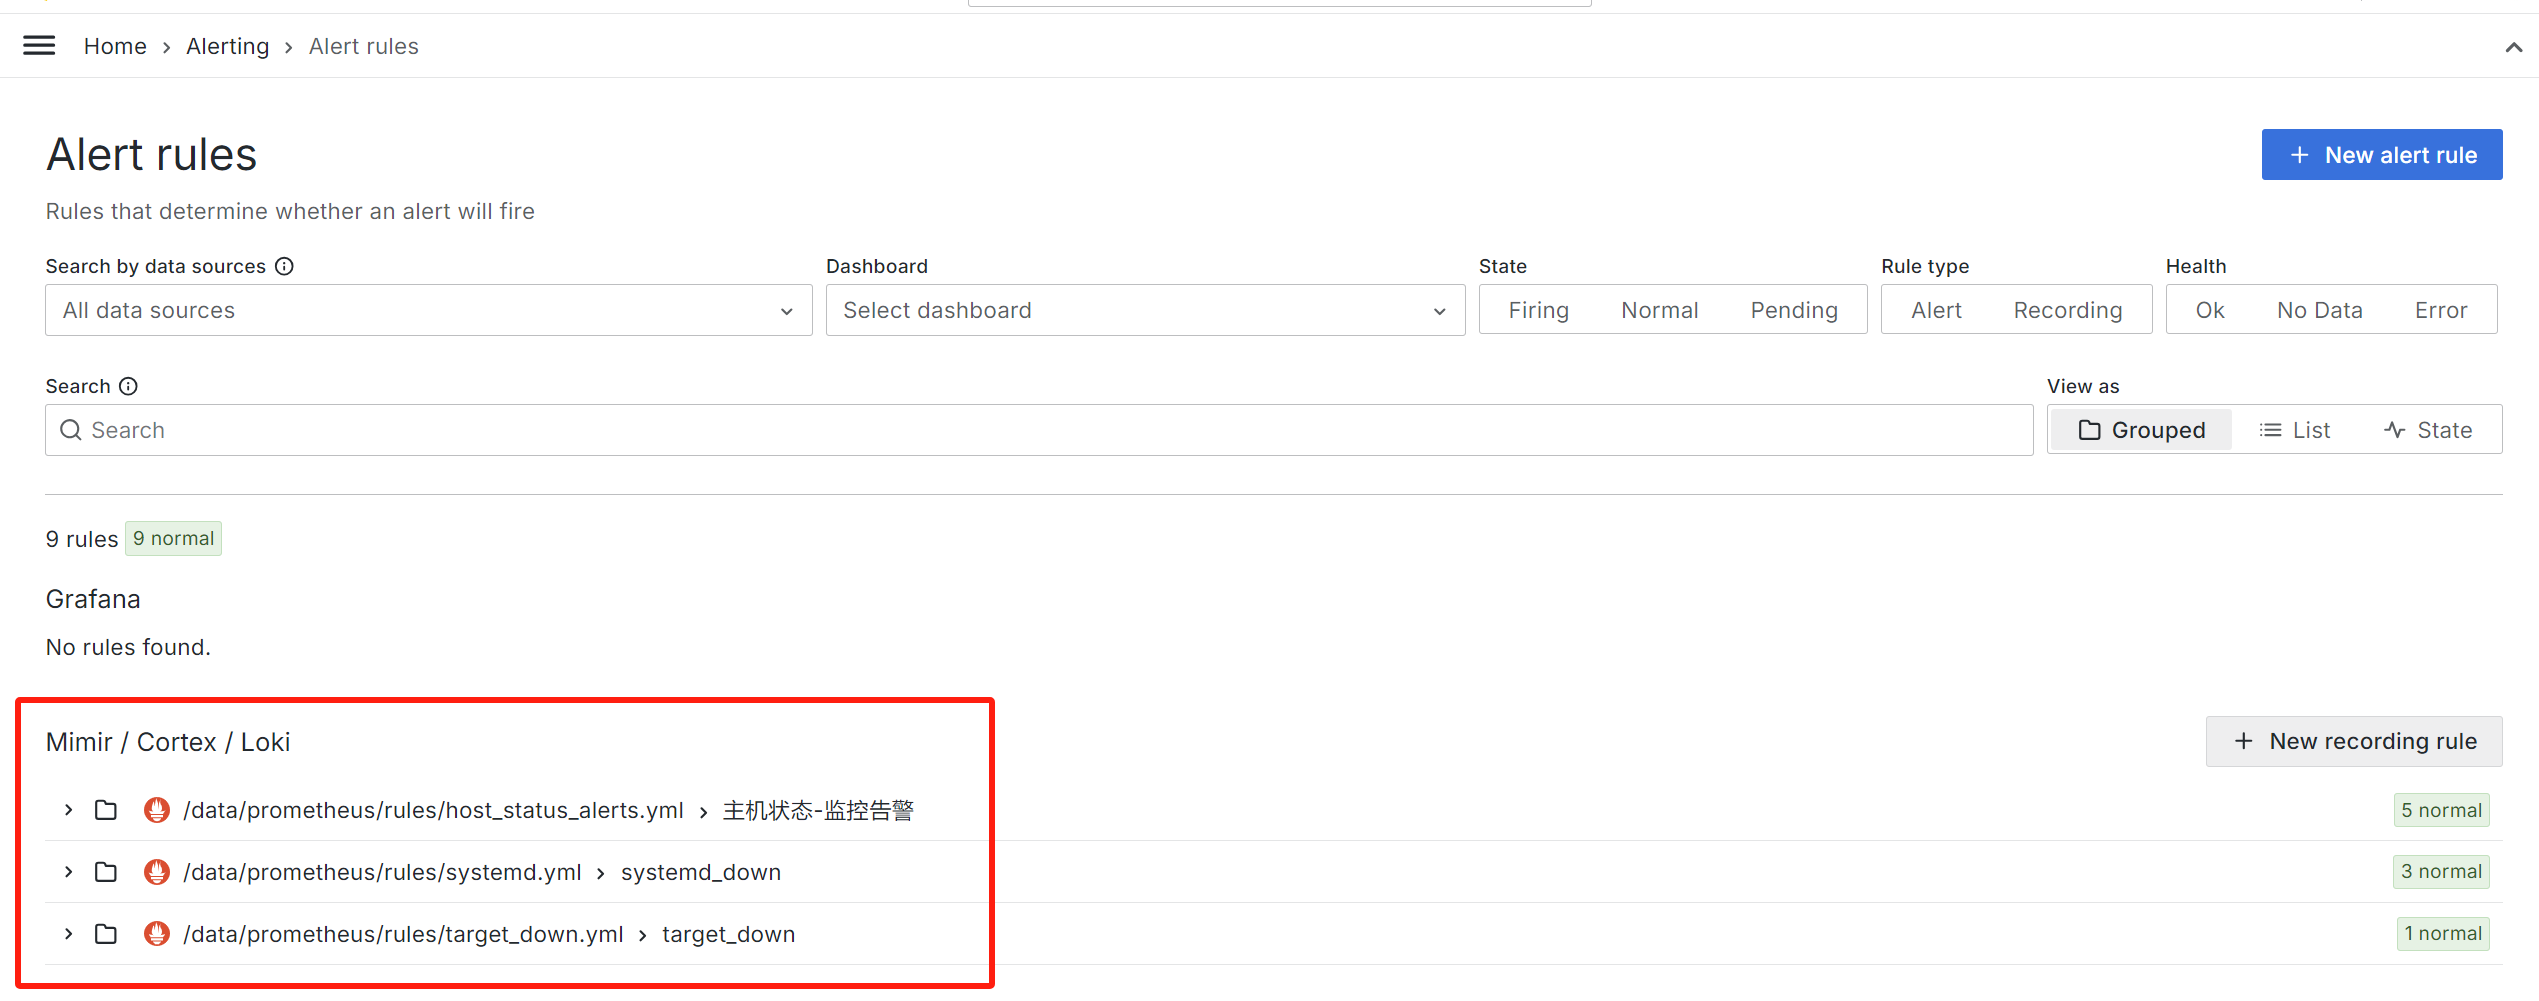 Home > Alerting > Alert rules
Alert rules
+ New alert rule
Rules that determine whether an alert will fire
Search by data sources Dashboard State Rule type Health
All data sources Select dashboard Firing Normal Pending Alert Recording Ok No Data Error
Search View as
Search Grouped List State
9 rules 9 normal
Grafana
No rules found.
Mimir / Cortex / Loki + New recording rule
/data/prometheus/rules/host_status_alerts.yml > 主机状态-监控告警 5 normal
/data/prometheus/rules/systemd.yml > systemd_down 3 normal
/data/prometheus/rules/target_down.yml > target_down 1 normal